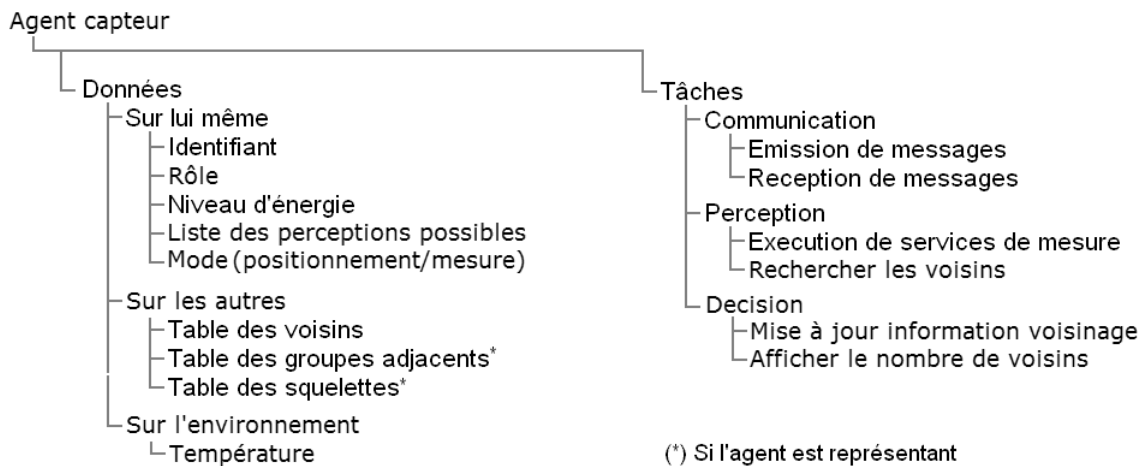 Agent capteur
Données
Sur lui même
Identifiant
Rôle
Niveau d'énergie
Liste des perceptions possibles
Mode (positionnement/mesure)
Sur les autres
Table des voisins
Table des groupes adjacents*
Table des squelettes*
Sur l'environnement
Température
Tâches
Communication
Emission de messages
Reception de messages
Perception
Execution de services de mesure
Rechercher les voisins
Decision
Mise à jour information voisinage
Afficher le nombre de voisins
(*) Si l'agent est représentant